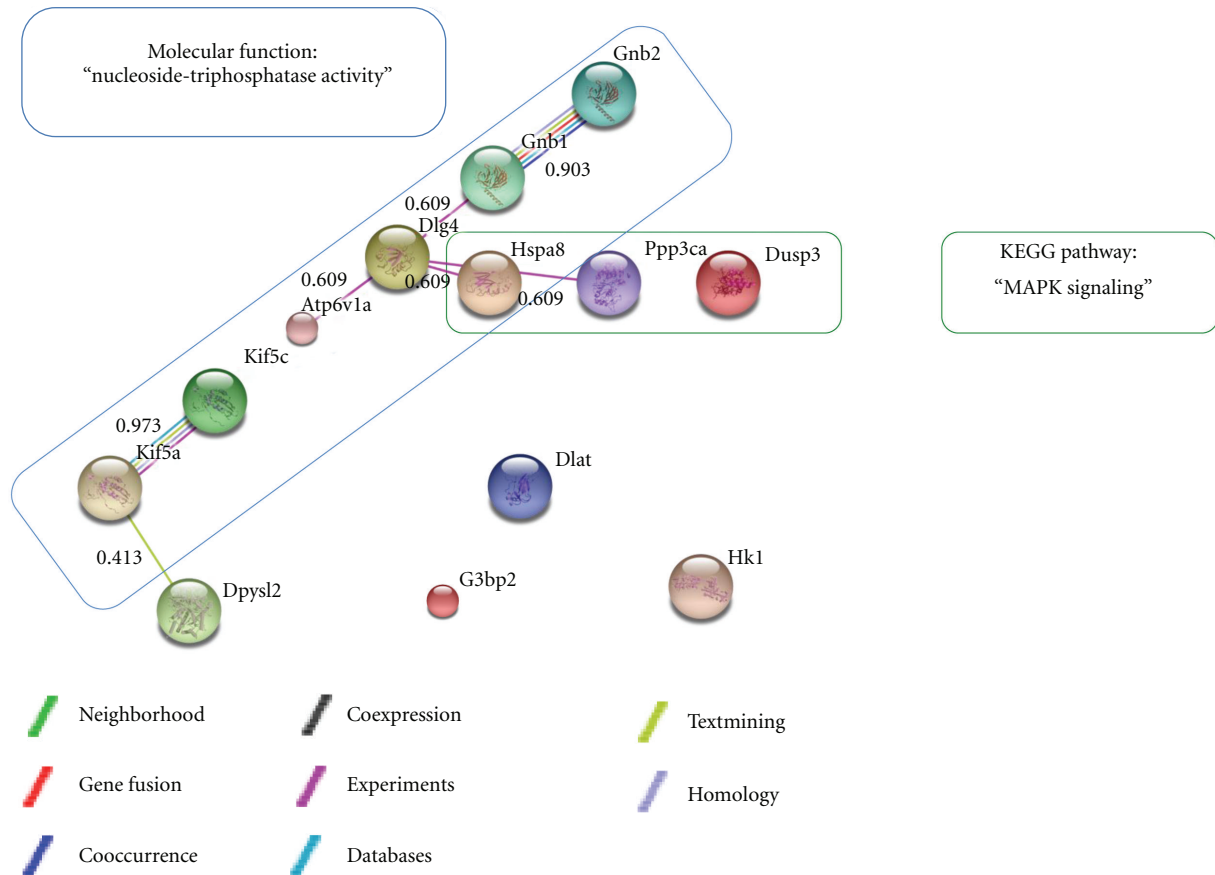 Molecular function:
“nucleoside-triphosphatase activity”
Gnb2
Gnb1
0.903
0.609
Dlg4
Hspa8
Ppp3ca
Dusp3
KEGG pathway:
“MAPK signaling”
0.609
0.609
0.609
Atp6v1a
Kif5c
0.973
Kif5a
Dlat
0.413
Dpysl2
G3bp2
Hk1
Neighborhood
Coexpression
Textmining
Gene fusion
Experiments
Homology
Cooccurrence
Databases